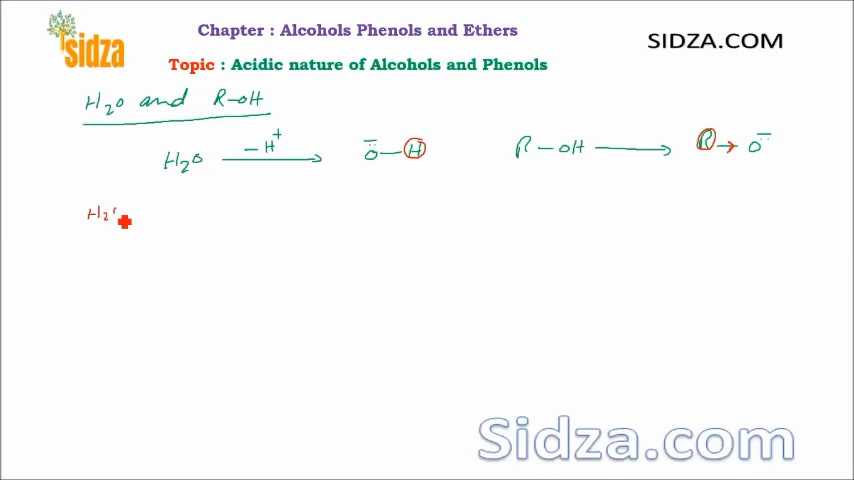 sidza
Chapter : Alcohols Phenols and Ethers
SIDZA.COM
Topic : Acidic nature of Alcohols and Phenols
H2O and R-OH
H2O -H+ → O̅-H R-OH → R→O̅
H2
Sidza.com